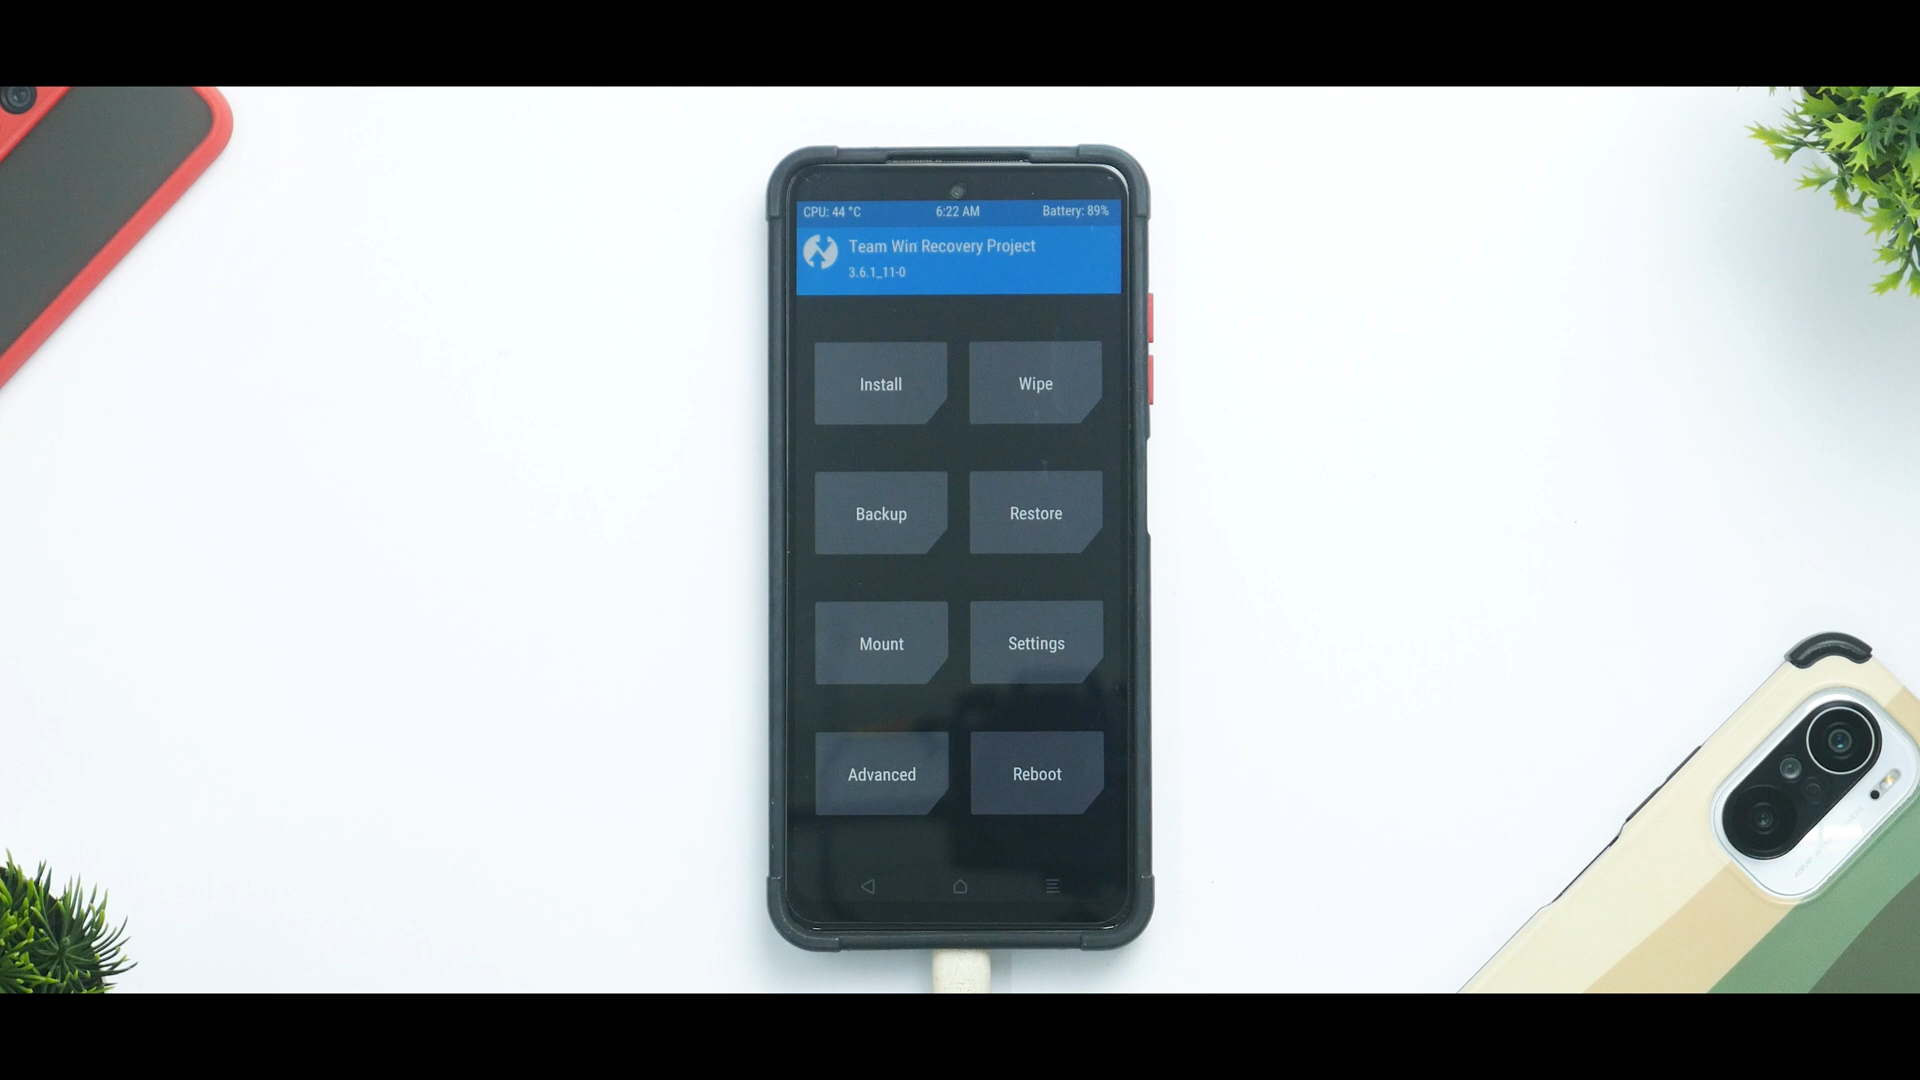 CPU: 44 °C 6:22 AM Battery: 89%
Team Win Recovery Project
3.6.1_11-0
Install Wipe
Backup Restore
Mount Settings
Advanced Reboot